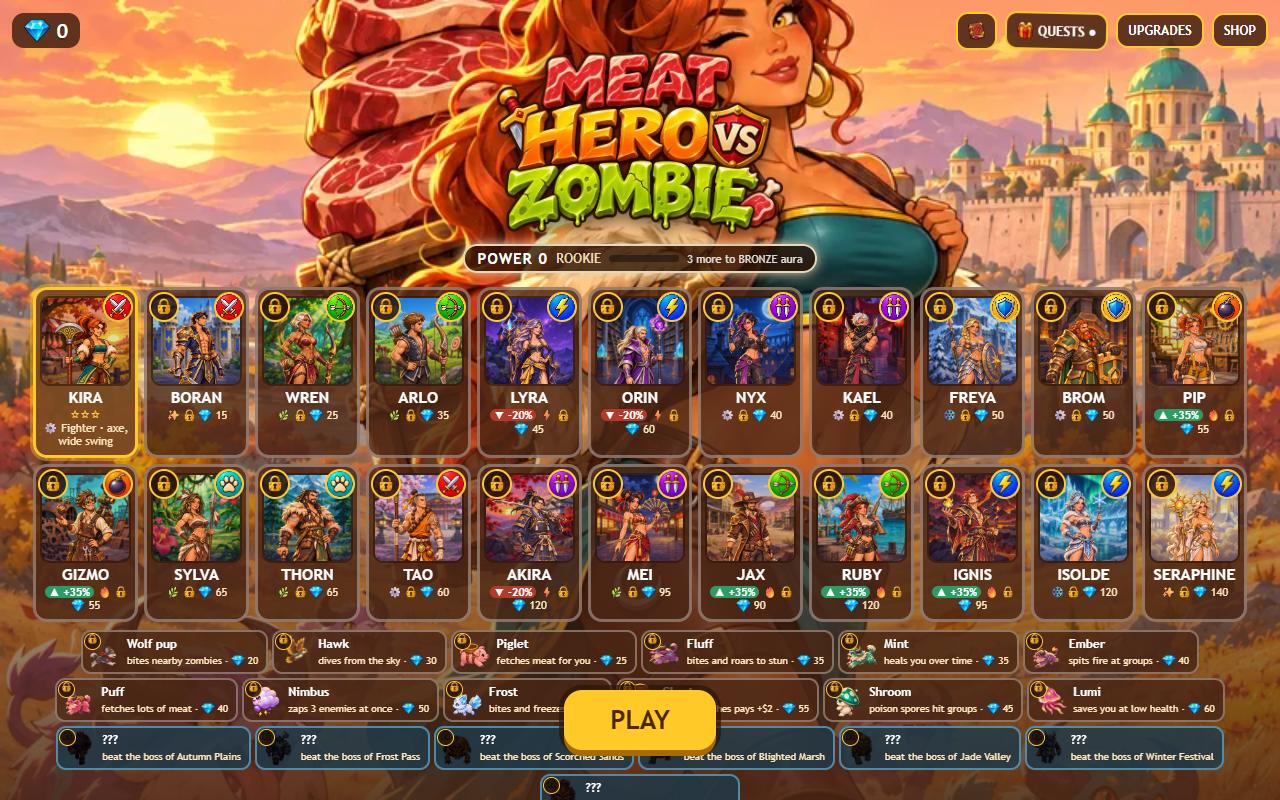 0
QUESTS
UPGRADES
SHOP
MEAT
HERO VS
ZOMBIE
POWER 0 ROOKIE 3 more to BRONZE aura
KIRA
Fighter · axe,
wide swing
BORAN
15
WREN
25
ARLO
35
LYRA
▼ -20%
45
ORIN
▼ -20%
60
NYX
40
KAEL
40
FREYA
50
BROM
50
PIP
▲ +35%
55
GIZMO
▲ +35%
55
SYLVA
65
THORN
65
TAO
60
AKIRA
▼ -20%
120
MEI
95
JAX
▲ +35%
90
RUBY
▲ +35%
120
IGNIS
▲ +35%
95
ISOLDE
120
SERAPHINE
140
Wolf pup
bites nearby zombies - 20
Hawk
dives from the sky - 30
Piglet
fetches meat for you - 25
Fluff
bites and roars to stun - 35
Mint
heals you over time - 35
Ember
spits fire at groups - 40
Puff
fetches lots of meat - 40
Nimbus
zaps 3 enemies at once - 50
Frost
bites and freeze
es pays +$2 - 55
Shroom
poison spores hit groups - 45
Lumi
saves you at low health - 60
PLAY
???
beat the boss of Autumn Plains
???
beat the boss of Frost Pass
???
beat the boss of Scorched Sands
beat the boss of Blighted Marsh
???
beat the boss of Jade Valley
???
beat the boss of Winter Festival
???